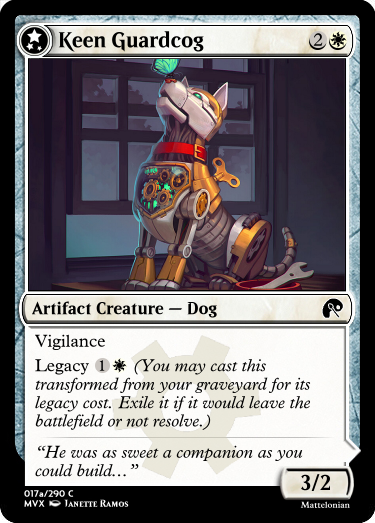 Keen Guardcog 2
Artifact Creature — Dog
Vigilance
Legacy 1 (You may cast this
transformed from your graveyard for its
legacy cost. Exile it if it would leave the
battlefield or not resolve.)
“He was as sweet a companion as you
could build…”
3/2
017a/290 C
MVX Janette Ramos
Mattelonian